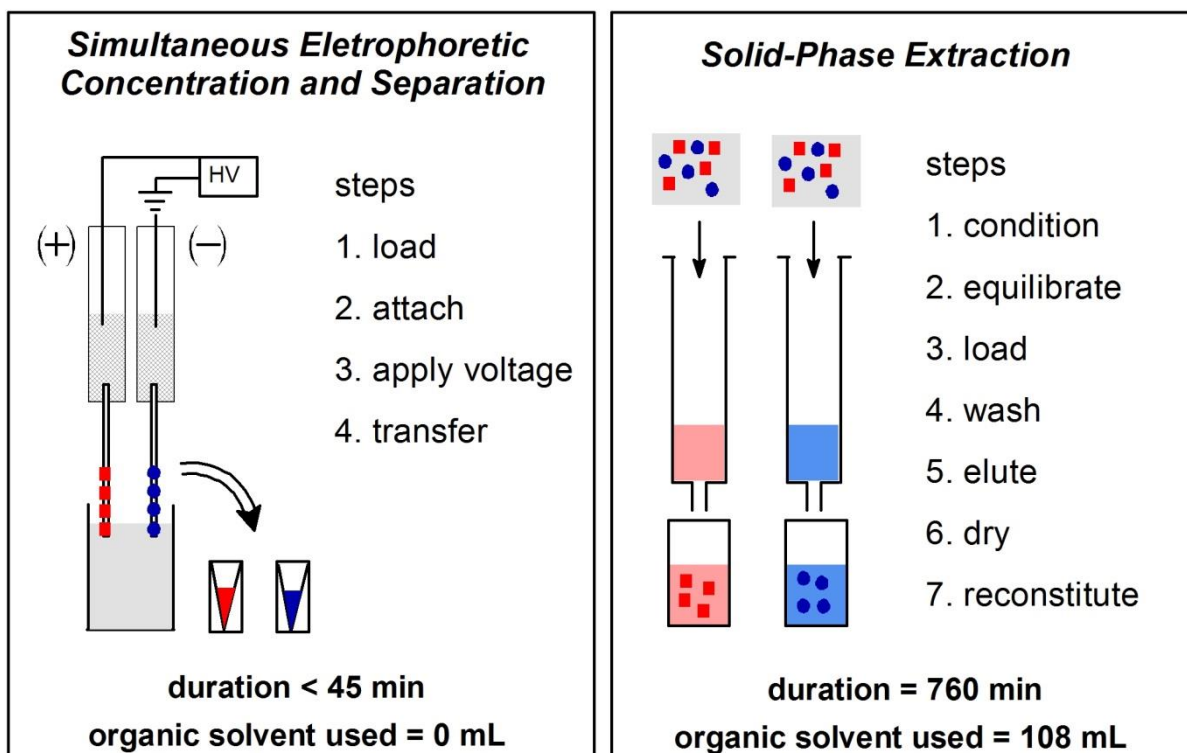 Simultaneous Eletrophoretic
Concentration and Separation
HV
(+)
(−)
steps
1. load
2. attach
3. apply voltage
4. transfer
duration < 45 min
organic solvent used = 0 mL
Solid-Phase Extraction
steps
1. condition
2. equilibrate
3. load
4. wash
5. elute
6. dry
7. reconstitute
duration = 760 min
organic solvent used = 108 mL